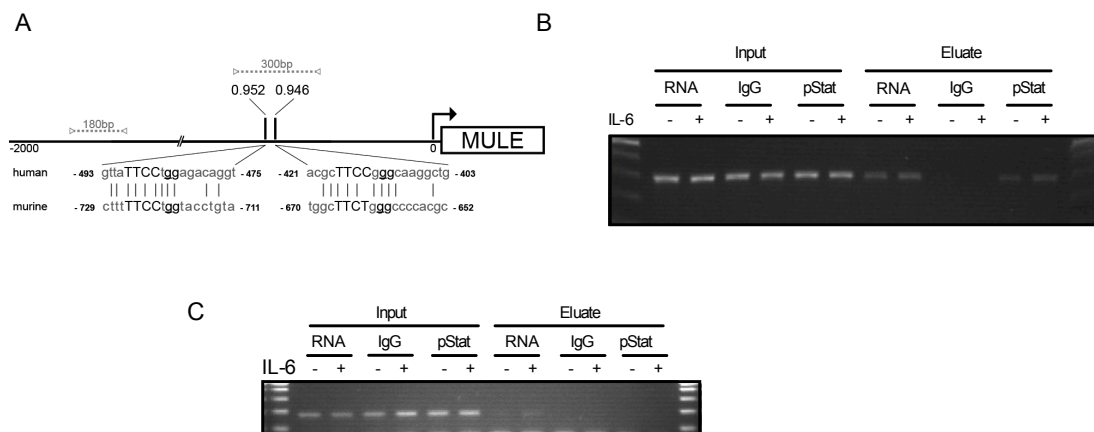 A
300bp
0.952 0.946
180bp
-2000
0
MULE
human - 493 gttaTTCCtggagacaggt - 475 - 421 acgcTTCCgggcaaggctg - 403
murine - 729 ctttTTCCtggtacctgta - 711 - 670 tggcTTCTgggccccacgc - 652
B
Input Eluate
RNA IgG pStat RNA IgG pStat
IL-6 - + - + - + - + - + - +
C
Input Eluate
RNA IgG pStat RNA IgG pStat
IL-6 - + - + - + - + - + - +